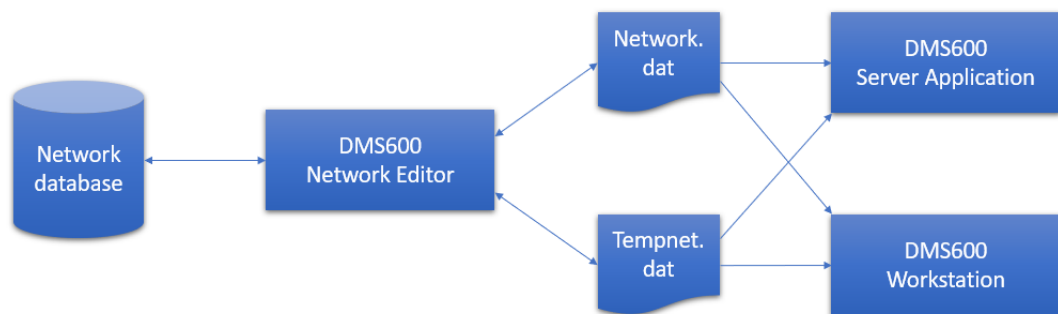 Network
database
DMS600
Network Editor
Network.
dat
Tempnet.
dat
DMS600
Server Application
DMS600
Workstation